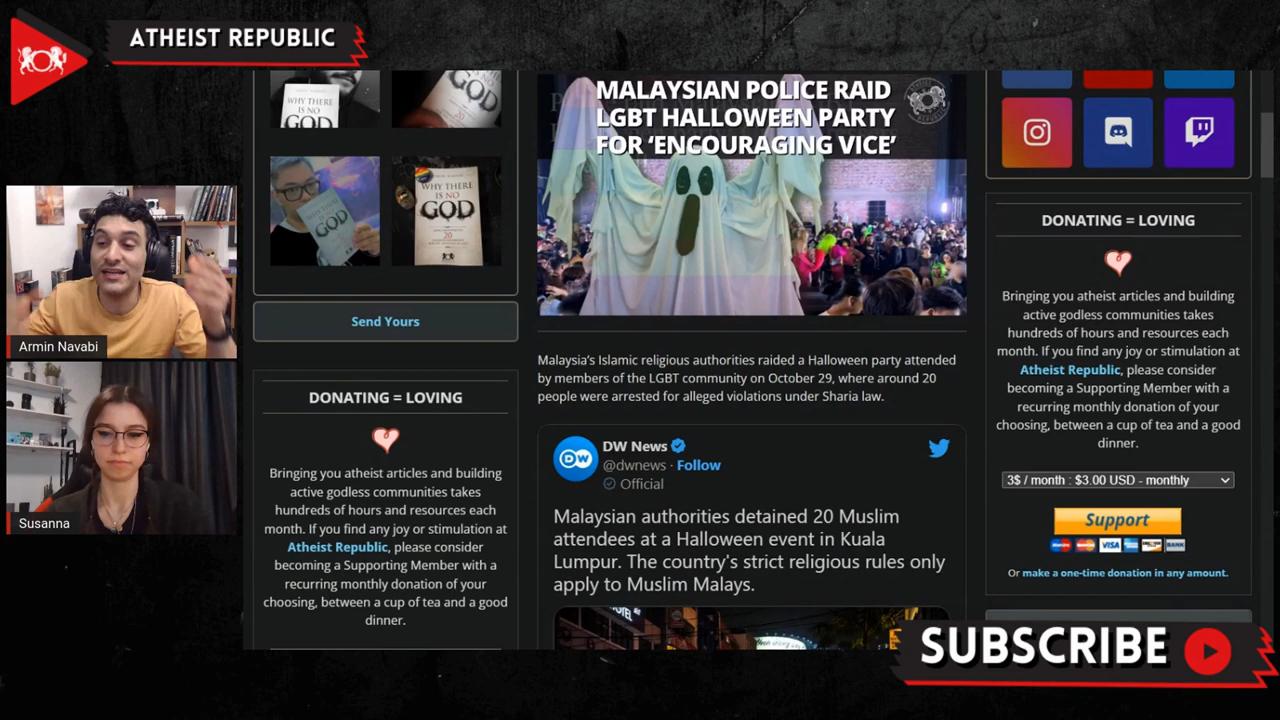 ATHEIST REPUBLIC
Armin Navabi
Susanna
WHY THERE
IS NO
GOD
WHY THERE
IS NO
GOD
20
Send Yours
DONATING = LOVING
Bringing you atheist articles and building
active godless communities takes
hundreds of hours and resources each
month. If you find any joy or stimulation at
Atheist Republic, please consider
becoming a Supporting Member with a
recurring monthly donation of your
choosing, between a cup of tea and a good
dinner.
MALAYSIAN POLICE RAID
LGBT HALLOWEEN PARTY
FOR ‘ENCOURAGING VICE’
Malaysia’s Islamic religious authorities raided a Halloween party attended
by members of the LGBT community on October 29, where around 20
people were arrested for alleged violations under Sharia law.
DW
DW News
@dwnews · Follow
Official
Malaysian authorities detained 20 Muslim
attendees at a Halloween event in Kuala
Lumpur. The country's strict religious rules only
apply to Muslim Malays.
DONATING = LOVING
Bringing you atheist articles and building
active godless communities takes
hundreds of hours and resources each
month. If you find any joy or stimulation at
Atheist Republic, please consider
becoming a Supporting Member with a
recurring monthly donation of your
choosing, between a cup of tea and a good
dinner.
3$ / month : $3.00 USD - monthly
Support
VISA
BANK
Or make a one-time donation in any amount.
SUBSCRIBE